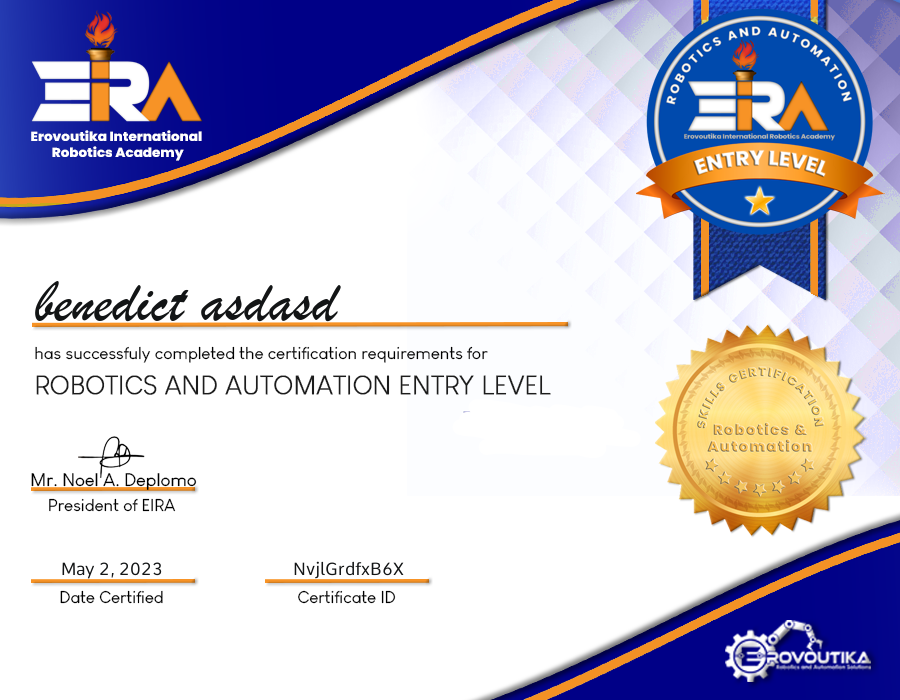 EIRA
Erovoutika International
Robotics Academy
ROBOTICS AND AUTOMATION
EIRA
Erovoutika International Robotics Academy
ENTRY LEVEL
benedict asdasd
has successfuly completed the certification requirements for
ROBOTICS AND AUTOMATION ENTRY LEVEL
SKILLS CERTIFICATION
Robotics &
Automation
Mr. Noel A. Deplomo
President of EIRA
May 2, 2023
Date Certified
NvjlGrdfxB6X
Certificate ID
EROVOUTIKA
Robotics and Automation Solutions